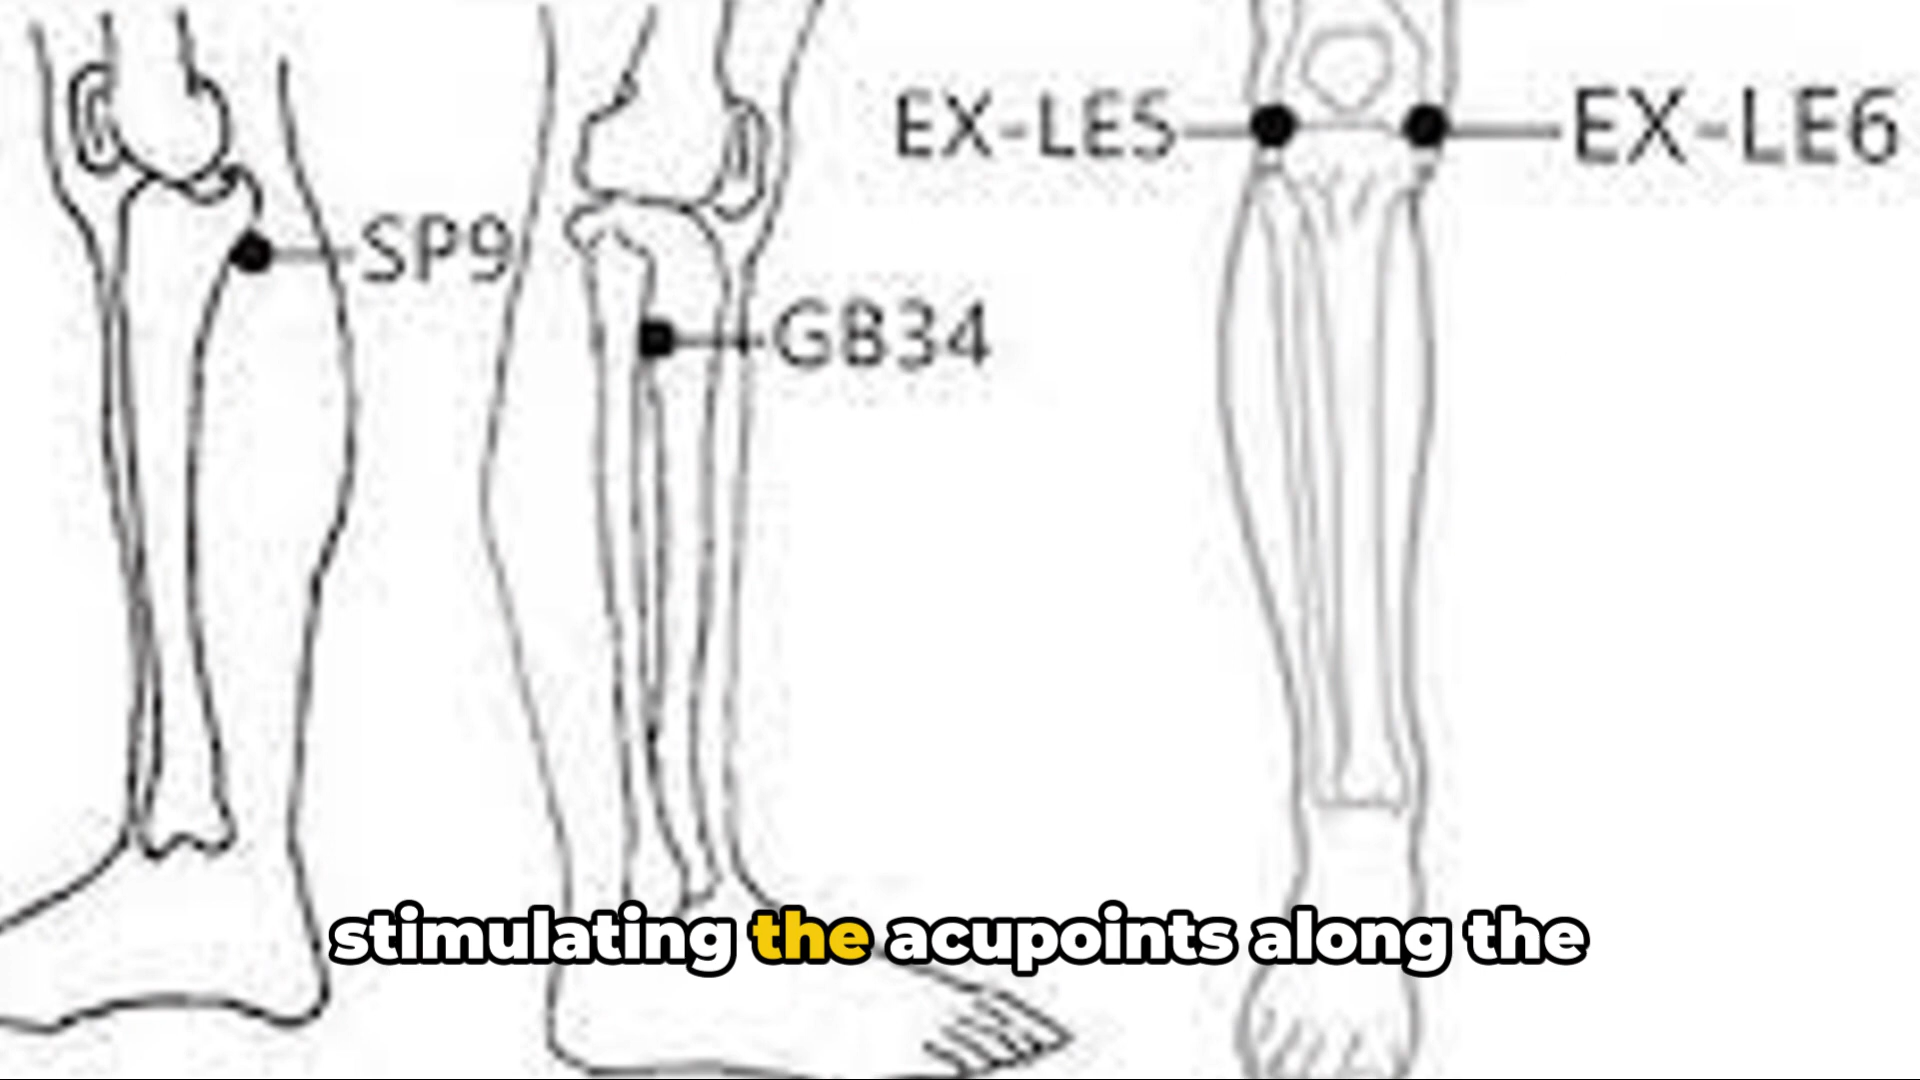 EX-LE5
EX-LE6
SP9
GB34
stimulating the acupoints along the